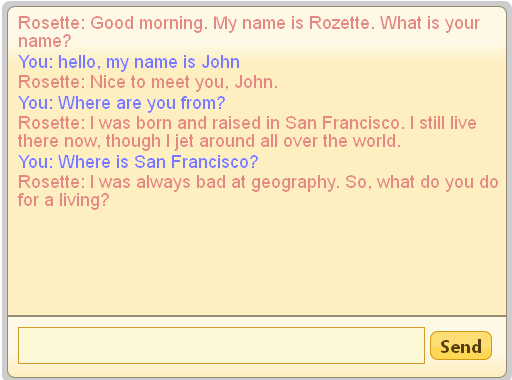 Rosette: Good morning. My name is Rozette. What is your
name?
You: hello, my name is John
Rosette: Nice to meet you, John.
You: Where are you from?
Rosette: I was born and raised in San Francisco. I still live
there now, though I jet around all over the world.
You: Where is San Francisco?
Rosette: I was always bad at geography. So, what do you do
for a living?
Send